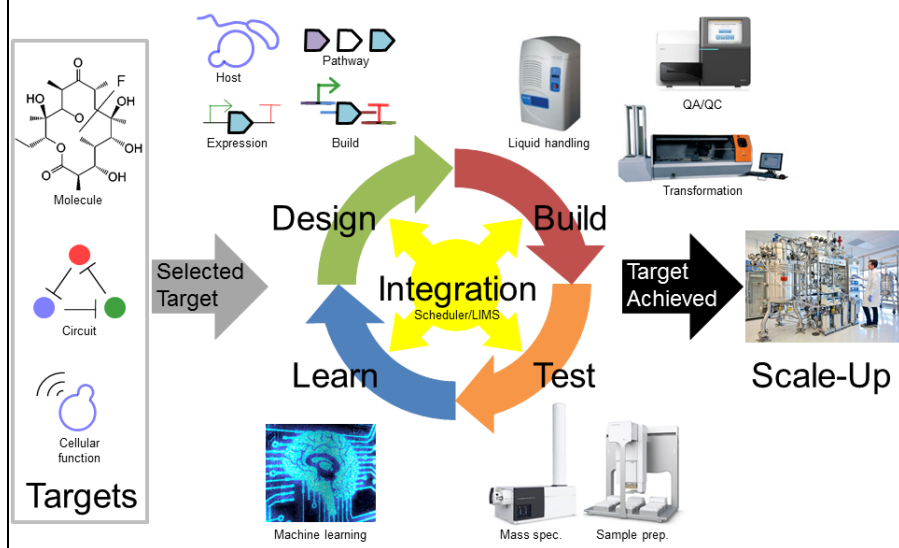 O
F
HO
OH
HO
O
O
OH
O
OH
Molecule
Circuit
Cellular
function
Targets
Selected
Target
Host
Pathway
Expression
Build
Liquid handling
QA/QC
Transformation
Design
Build
Integration
Scheduler/LIMS
Learn
Test
Machine learning
Mass spec.
Sample prep.
Target
Achieved
Scale-Up